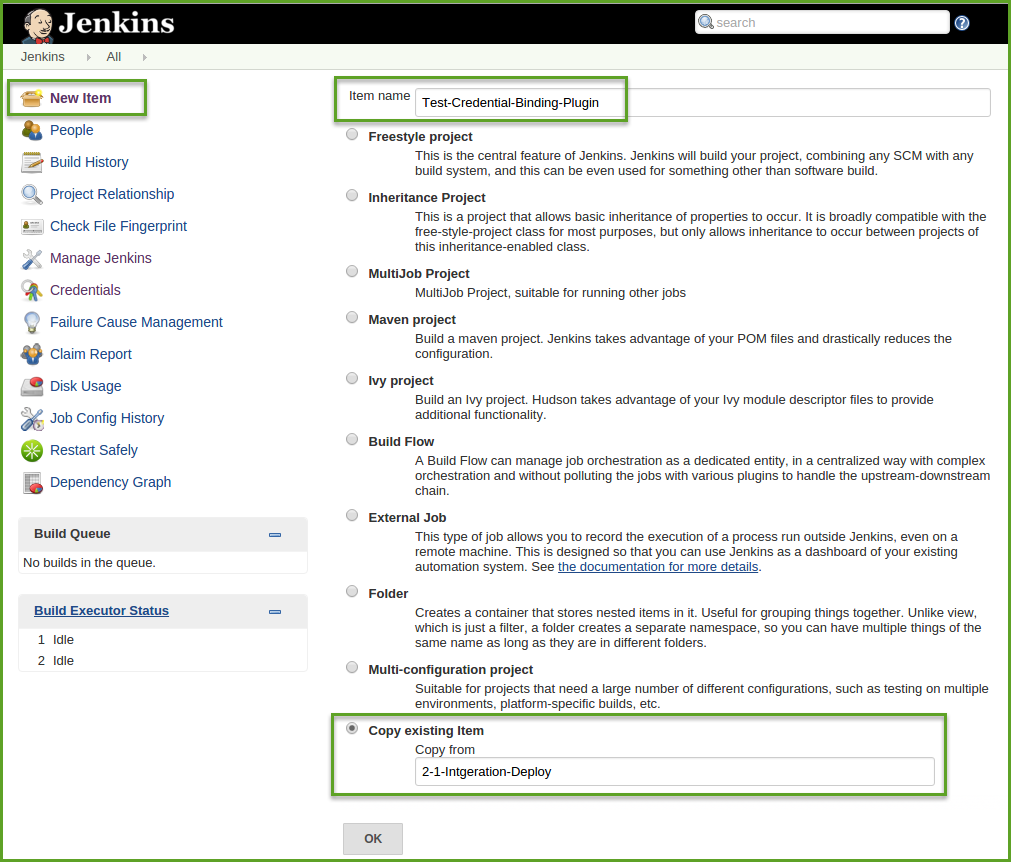 Jenkins
search
Jenkins All
New Item
People
Build History
Project Relationship
Check File Fingerprint
Manage Jenkins
Credentials
Failure Cause Management
Claim Report
Disk Usage
Job Config History
Restart Safely
Dependency Graph
Build Queue
No builds in the queue.
Build Executor Status
1 Idle
2 Idle
Item name Test-Credential-Binding-Plugin
Freestyle project
This is the central feature of Jenkins. Jenkins will build your project, combining any SCM with any
build system, and this can be even used for something other than software build.
Inheritance Project
This is a project that allows basic inheritance of properties to occur. It is broadly compatible with the
free-style-project class for most purposes, but only allows inheritance to occur between projects of
this inheritance-enabled class.
MultiJob Project
MultiJob Project, suitable for running other jobs
Maven project
Build a maven project. Jenkins takes advantage of your POM files and drastically reduces the
configuration.
Ivy project
Build an Ivy project. Hudson takes advantage of your Ivy module descriptor files to provide
additional functionality.
Build Flow
A Build Flow can manage job orchestration as a dedicated entity, in a centralized way with complex
orchestration and without polluting the jobs with various plugins to handle the upstream-downstream
chain.
External Job
This type of job allows you to record the execution of a process run outside Jenkins, even on a
remote machine. This is designed so that you can use Jenkins as a dashboard of your existing
automation system. See the documentation for more details.
Folder
Creates a container that stores nested items in it. Useful for grouping things together. Unlike view,
which is just a filter, a folder creates a separate namespace, so you can have multiple things of the
same name as long as they are in different folders.
Multi-configuration project
Suitable for projects that need a large number of different configurations, such as testing on multiple
environments, platform-specific builds, etc.
Copy existing Item
Copy from
2-1-Intgeration-Deploy
OK